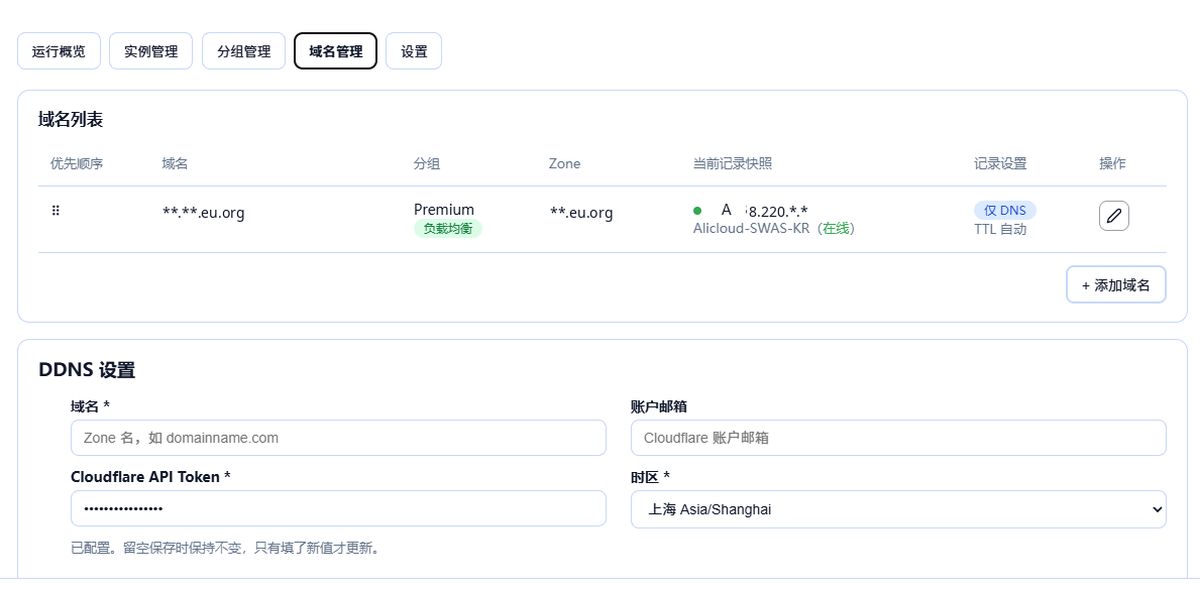 运行概览 实例管理 分组管理 域名管理 设置
域名列表
优先顺序 域名 分组 Zone 当前记录快照 记录设置 操作
**.**.eu.org Premium **.eu.org A 8.220.*.* 仅 DNS
负载均衡 Alicloud-SWAS-KR（在线） TTL 自动
+ 添加域名
DDNS 设置
域名 * 账户邮箱
Zone 名，如 domainname.com Cloudflare 账户邮箱
Cloudflare API Token * 时区 *
•••••••••••••••• 上海 Asia/Shanghai
已配置。留空保存时保持不变，只有填了新值才更新。